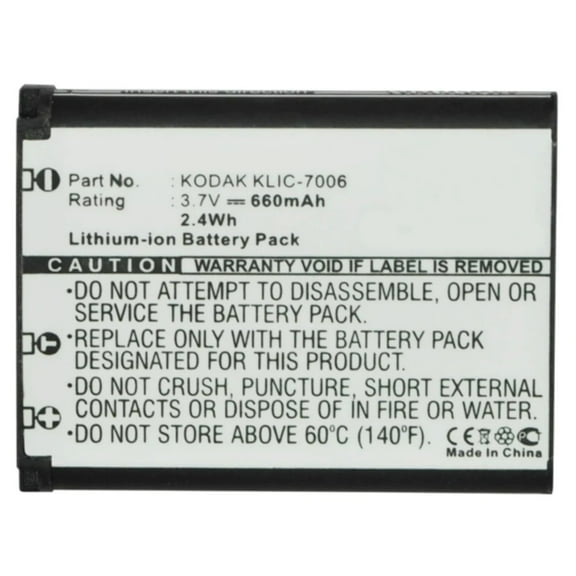 Part No. : KODAK KLIC-7006
Rating : 3.7V 660mAh
2.4Wh
Lithium-ion Battery Pack
CAUTION WARRANTY VOID IF LABEL IS REMOVED
•DO NOT ATTEMPT TO DISASSEMBLE, OPEN OR
SERVICE THE BATTERY PACK.
•REPLACE ONLY WITH THE BATTERY PACK
DESIGNATED FOR THIS EQUIPMENT.
•DO NOT CRUSH, PUNCTURE, SHORT EXTERNAL
CONTACTS OR DISPOSE OF IN FIRE OR WATER.
•DO NOT STORE ABOVE 60°C (140°F).
CE
Made In China